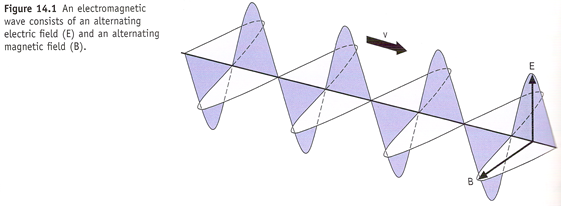 Figure 14.1 An electromagnetic
wave consists of an alternating
electric field (E) and an alternating
magnetic field (B).
v
E
B